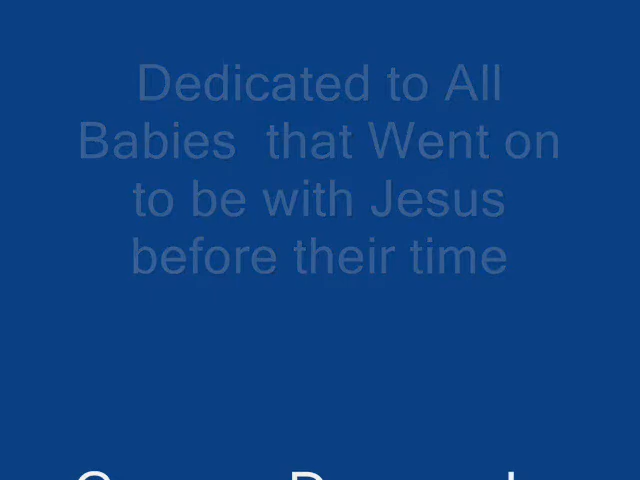 Dedicated to All
Babies that Went on
to be with Jesus
before their time